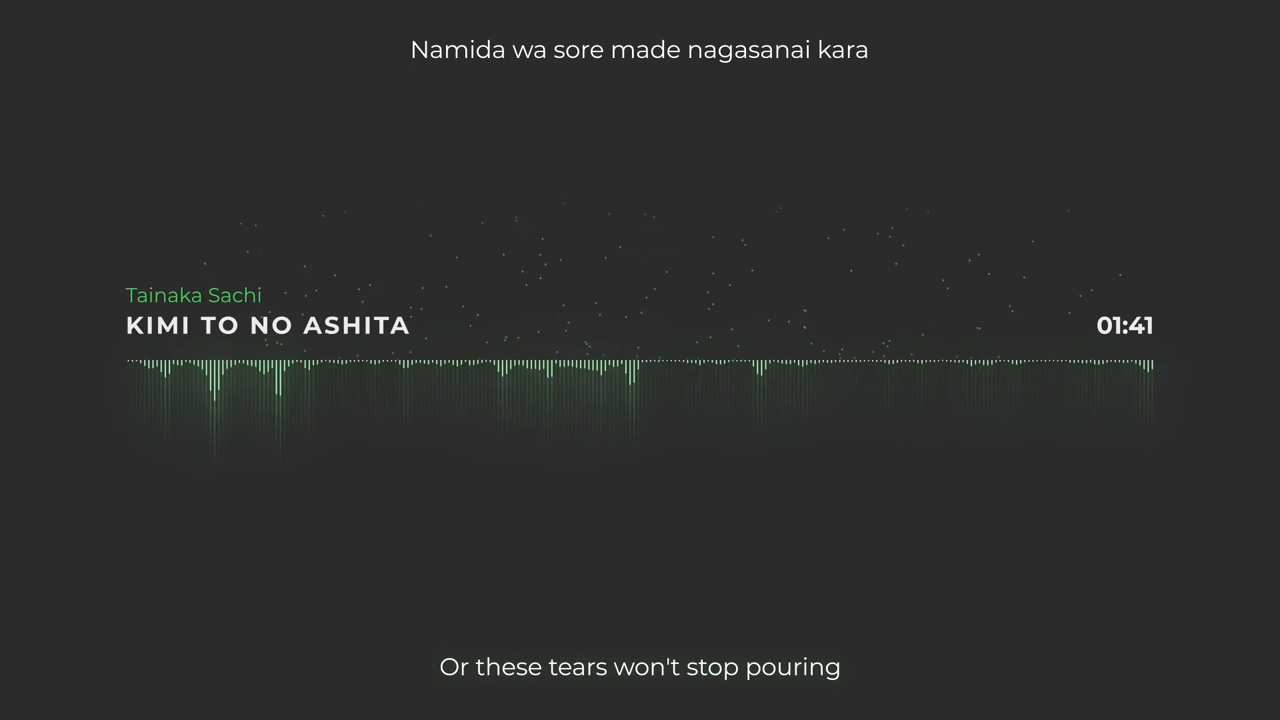 Namida wa sore made nagasanai kara
Tainaka Sachi
KIMI TO NO ASHITA
01:41
Or these tears won't stop pouring